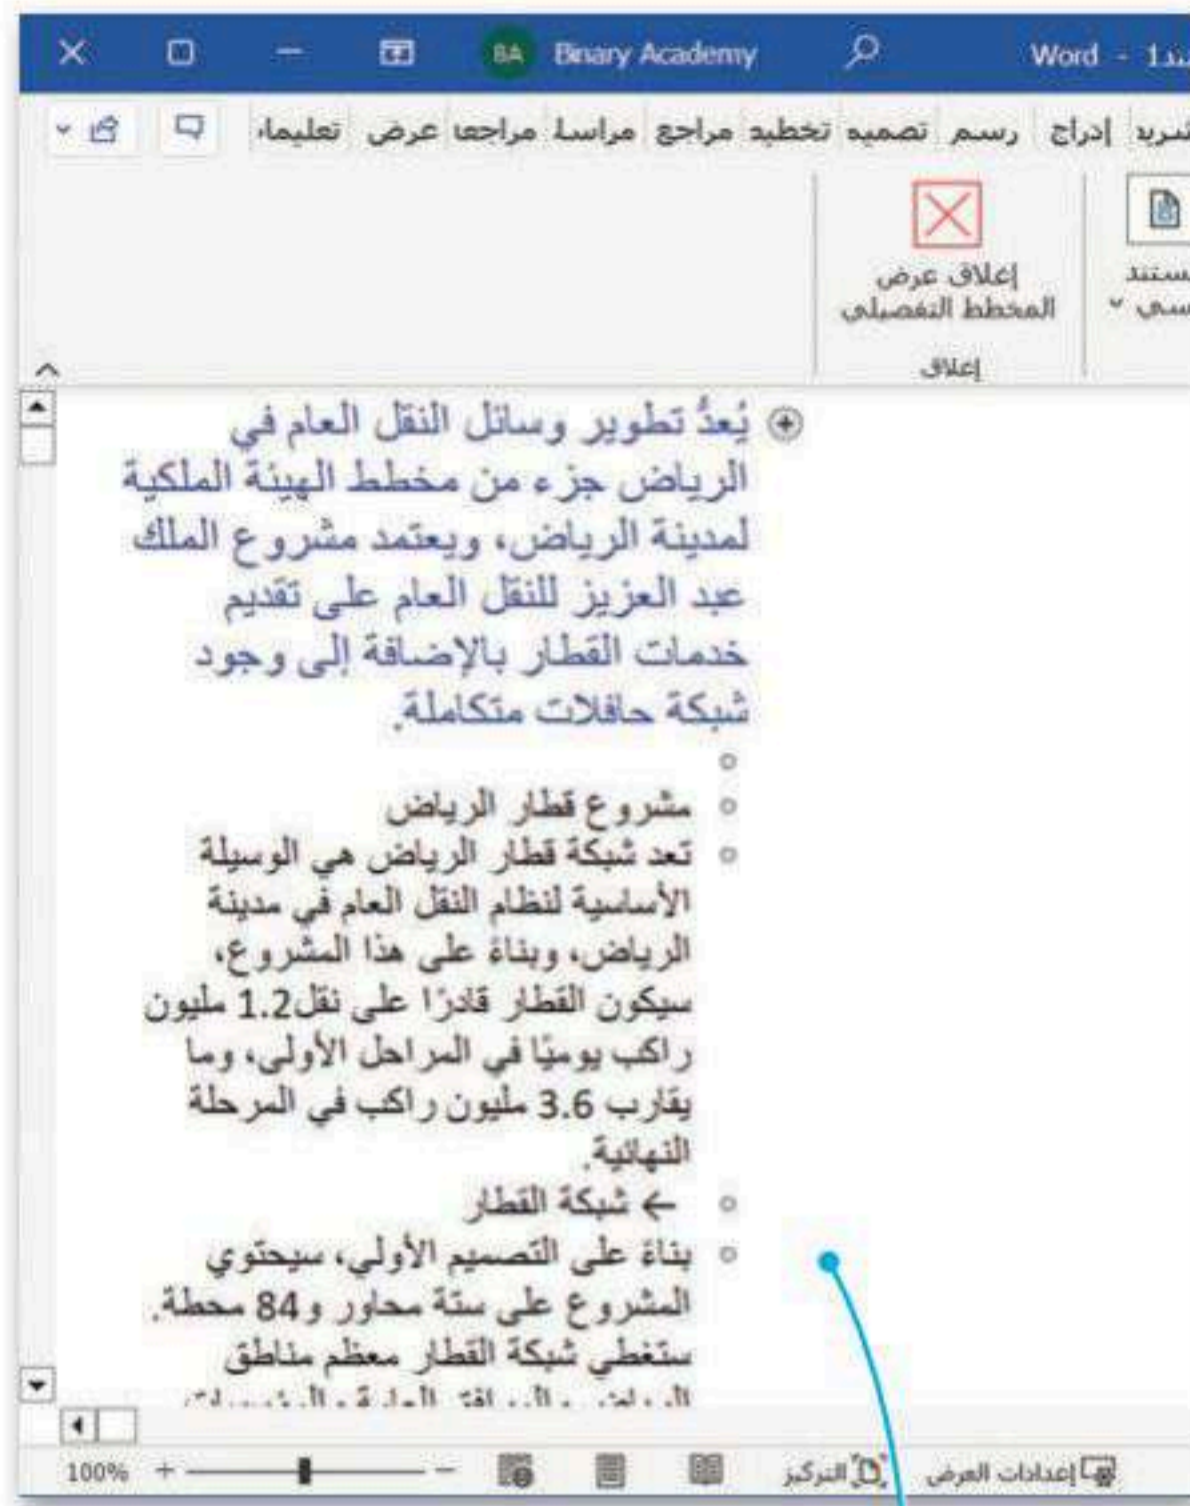 Word - مستند1
Binary Academy
BA
إدراج رسم تصميم تخطيط مراجع مراسلا مراجعا عرض تعليما
إغلاق عرض
المخطط التفصيلي
إغلاق
يُعدُّ تطوير وسائل النقل العام في
الرياض جزء من مخطط الهيئة الملكية
لمدينة الرياض، ويعتمد مشروع الملك
عبد العزيز للنقل العام على تقديم
خدمات القطار بالإضافة إلى وجود
شبكة حافلات متكاملة.
مشروع قطار الرياض
تعد شبكة قطار الرياض هي الوسيلة
الأساسية لنظام النقل العام في مدينة
الرياض، وبناءً على هذا المشروع،
سيكون القطار قادرًا على نقل1.2 مليون
راكب يوميًا في المراحل الأولى، وما
يقارب 3.6 مليون راكب في المرحلة
النهائية.
← شبكة القطار
بناءً على التصميم الأولي، سيحتوي
المشروع على ستة محاور و84 محطة.
ستغطي شبكة القطار معظم مناطق
إعدادات العرض التركيز 100%